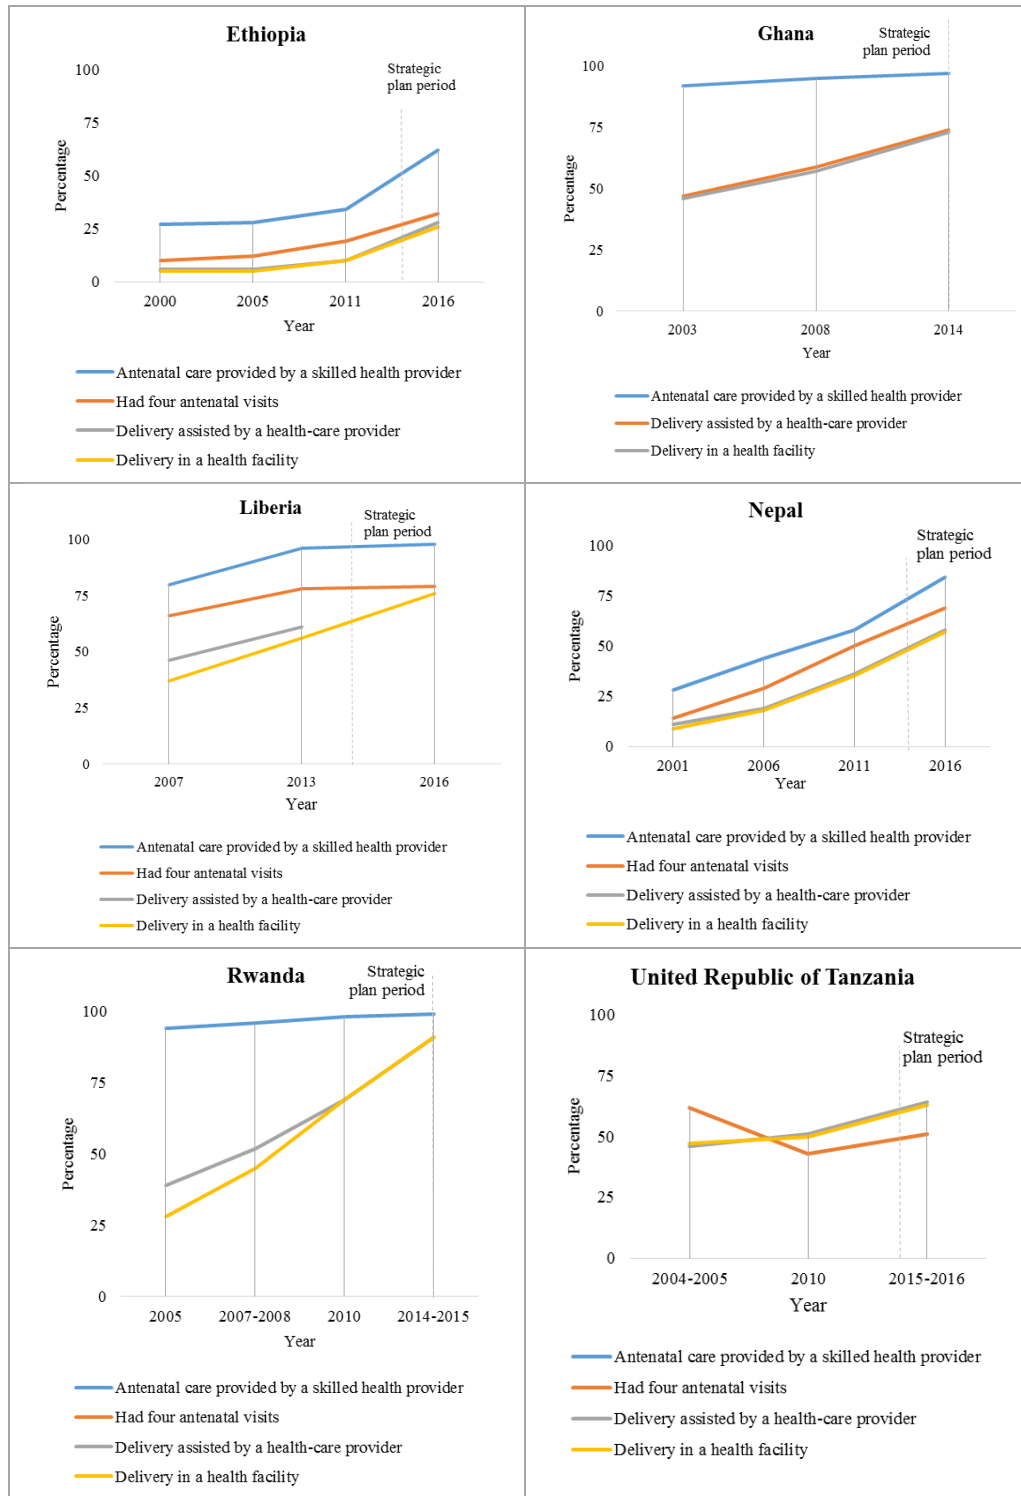 Ethiopia
Strategic
plan period
100
75
50
25
0
Percentage
2000 2005 2011 2016
Year
Antenatal care provided by a skilled health provider
Had four antenatal visits
Delivery assisted by a health-care provider
Delivery in a health facility
Ghana
Strategic
plan period
100
75
50
25
0
Percentage
2003 2008 2014
Year
Antenatal care provided by a skilled health provider
Delivery assisted by a health-care provider
Delivery in a health facility
Liberia
Strategic
plan period
100
75
50
25
0
Percentage
2007 2013 2016
Year
Antenatal care provided by a skilled health provider
Had four antenatal visits
Delivery assisted by a health-care provider
Delivery in a health facility
Nepal
Strategic
plan period
100
75
50
25
0
Percentage
2001 2006 2011 2016
Year
Antenatal care provided by a skilled health provider
Had four antenatal visits
Delivery assisted by a health-care provider
Delivery in a health facility
Rwanda
Strategic
plan period
100
75
50
25
0
Percentage
2005 2007-2008 2010 2014-2015
Year
Antenatal care provided by a skilled health provider
Had four antenatal visits
Delivery assisted by a health-care provider
Delivery in a health facility
United Republic of Tanzania
Strategic
plan period
100
75
50
25
0
Percentage
2004-2005 2010 2015-2016
Year
Antenatal care provided by a skilled health provider
Had four antenatal visits
Delivery assisted by a health-care provider
Delivery in a health facility